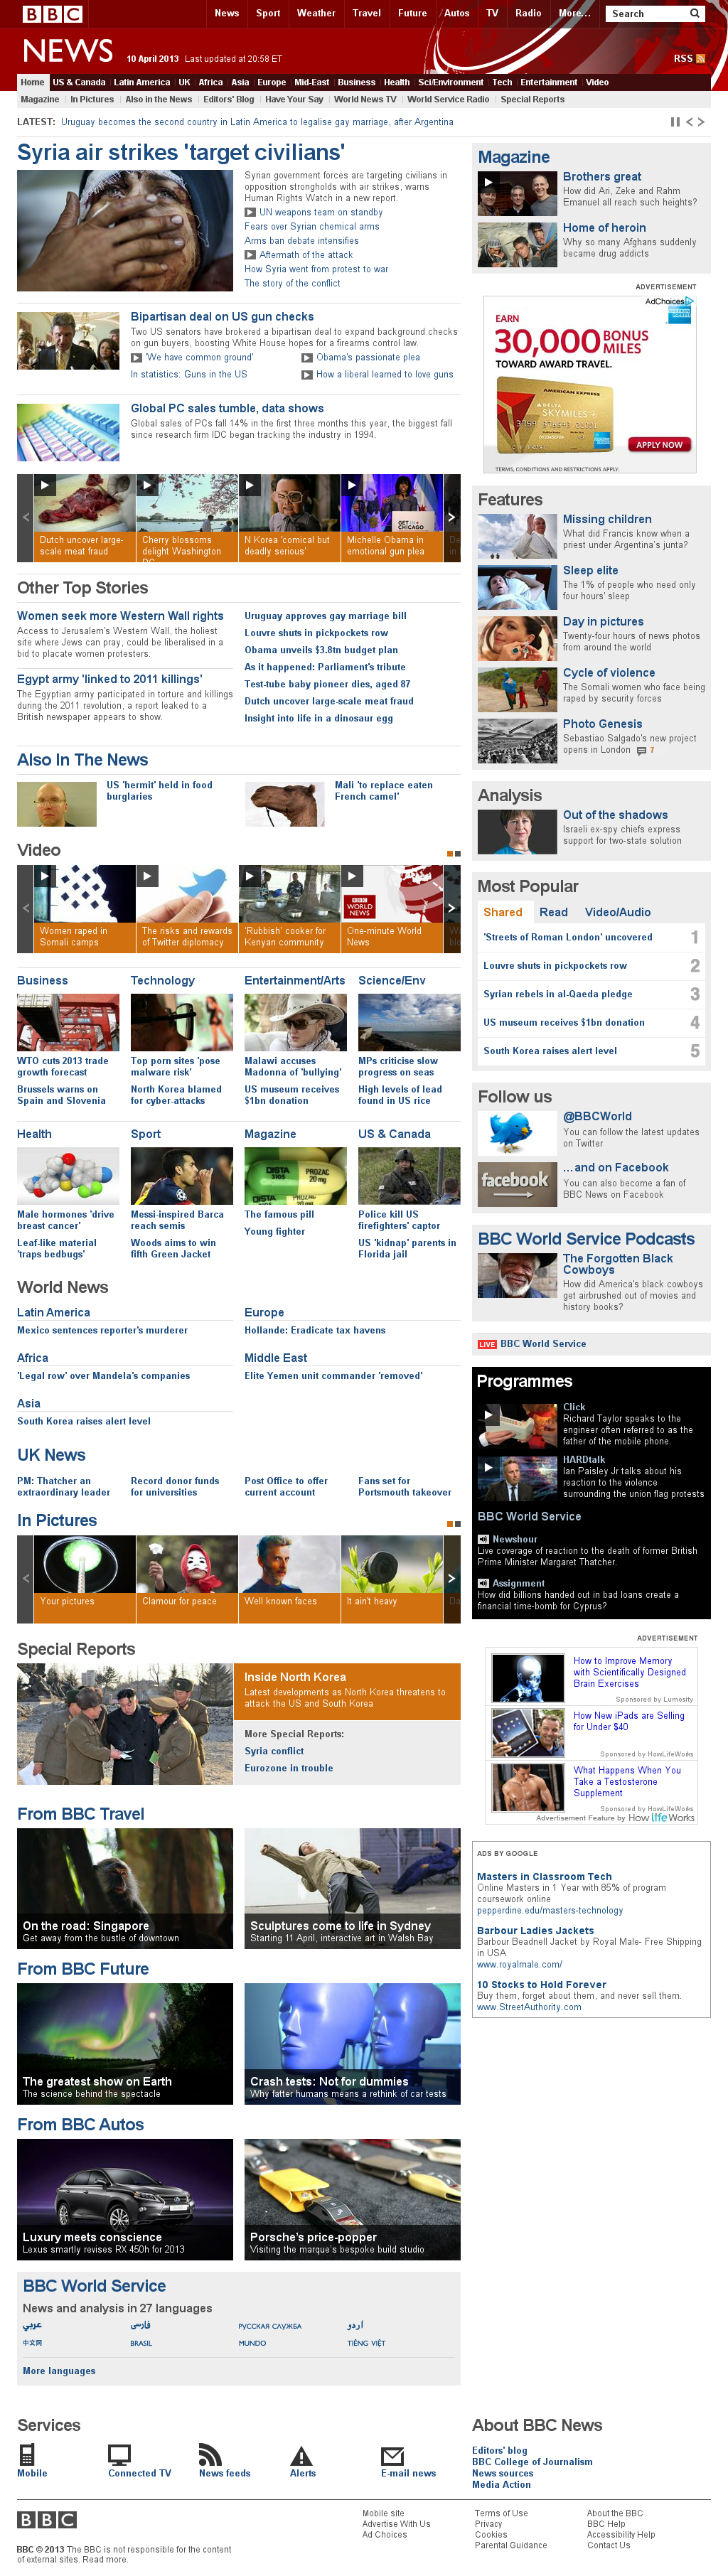 BBC
News Sport Weather Travel Future Autos TV Radio More... Search
NEWS
10 April 2013 Last updated at 20:58 ET
RSS
Home US & Canada Latin America UK Africa Asia Europe Mid-East Business Health Sci/Environment Tech Entertainment Video
Magazine In Pictures Also in the News Editors' Blog Have Your Say World News TV World Service Radio Special Reports
LATEST: Uruguay becomes the second country in Latin America to legalise gay marriage, after Argentina
Syria air strikes 'target civilians'
Syrian government forces are targeting civilians in
opposition strongholds with air strikes, warns
Human Rights Watch in a new report.
UN weapons team on standby
Fears over Syrian chemical arms
Arms ban debate intensifies
Aftermath of the attack
How Syria went from protest to war
The story of the conflict
Bipartisan deal on US gun checks
Two US senators have brokered a bipartisan deal to expand background checks
on gun buyers, boosting White House hopes for a firearms control law.
'We have common ground'
Obama's passionate plea
In statistics: Guns in the US
How a liberal learned to love guns
Global PC sales tumble, data shows
Global sales of PCs fall 14% in the first three months this year, the biggest fall
since research firm IDC began tracking the industry in 1994.
Dutch uncover large-
scale meat fraud
Cherry blossoms
delight Washington
DC
N Korea 'comical but
deadly serious'
GET CHICAGO
Michelle Obama in
emotional gun plea
Other Top Stories
Women seek more Western Wall rights
Access to Jerusalem's Western Wall, the holiest
site where Jews can pray, could be liberalised in a
bid to placate women protesters.
Egypt army 'linked to 2011 killings'
The Egyptian army participated in torture and killings
during the 2011 revolution, a report leaked to a
British newspaper appears to show.
Uruguay approves gay marriage bill
Louvre shuts in pickpockets row
Obama unveils $3.8tn budget plan
As it happened: Parliament's tribute
Test-tube baby pioneer dies, aged 87
Dutch uncover large-scale meat fraud
Insight into life in a dinosaur egg
Also In The News
US 'hermit' held in food
burglaries
Mali 'to replace eaten
French camel'
Video
Women raped in
Somali camps
The risks and rewards
of Twitter diplomacy
'Rubbish' cooker for
Kenyan community
BBC WORLD NEWS
One-minute World
News
Business
WTO cuts 2013 trade
growth forecast
Brussels warns on
Spain and Slovenia
Technology
Top porn sites 'pose
malware risk'
North Korea blamed
for cyber-attacks
Entertainment/Arts
Malawi accuses
Madonna of 'bullying'
US museum receives
$1bn donation
Science/Env
MPs criticise slow
progress on seas
High levels of lead
found in US rice
Health
Male hormones 'drive
breast cancer'
Leaf-like material
'traps bedbugs'
Sport
Messi-inspired Barca
reach semis
Woods aims to win
fifth Green Jacket
Magazine
DISTA 3105 PROZAC 20 mg
The famous pill
Young fighter
US & Canada
Police kill US
firefighters' captor
US 'kidnap' parents in
Florida jail
World News
Latin America
Mexico sentences reporter's murderer
Europe
Hollande: Eradicate tax havens
Africa
'Legal row' over Mandela's companies
Middle East
Elite Yemen unit commander 'removed'
Asia
South Korea raises alert level
UK News
PM: Thatcher an
extraordinary leader
Record donor funds
for universities
Post Office to offer
current account
Fans set for
Portsmouth takeover
In Pictures
Your pictures
Clamour for peace
Well known faces
It ain't heavy
Special Reports
Inside North Korea
Latest developments as North Korea threatens to
attack the US and South Korea
More Special Reports:
Syria conflict
Eurozone in trouble
From BBC Travel
On the road: Singapore
Get away from the bustle of downtown
Sculptures come to life in Sydney
Starting 11 April, interactive art in Walsh Bay
From BBC Future
The greatest show on Earth
The science behind the spectacle
Crash tests: Not for dummies
Why fatter humans means a rethink of car tests
From BBC Autos
Luxury meets conscience
Lexus smartly revises RX 450h for 2013
Porsche's price-popper
Visiting the marque's bespoke build studio
BBC World Service
News and analysis in 27 languages
عربي فارسی РУССКАЯ СЛУЖБА اردو
中文网 BRASIL MUNDO TIẾNG VIỆT
More languages
Magazine
Brothers great
How did Ari, Zeke and Rahm
Emanuel all reach such heights?
Home of heroin
Why so many Afghans suddenly
became drug addicts
ADVERTISEMENT
AdChoices
EARN
30,000 BONUS MILES
TOWARD AWARD TRAVEL.
DELTA SKYMILES
APPLY NOW
TERMS, CONDITIONS AND RESTRICTIONS APPLY.
Features
Missing children
What did Francis know when a
priest under Argentina's junta?
Sleep elite
The 1% of people who need only
four hours' sleep
Day in pictures
Twenty-four hours of news photos
from around the world
Cycle of violence
The Somali women who face being
raped by security forces
Photo Genesis
Sebastiao Salgado's new project
opens in London 7
Analysis
Out of the shadows
Israeli ex-spy chiefs express
support for two-state solution
Most Popular
Shared Read Video/Audio
'Streets of Roman London' uncovered 1
Louvre shuts in pickpockets row 2
Syrian rebels in al-Qaeda pledge 3
US museum receives $1bn donation 4
South Korea raises alert level 5
Follow us
@BBCWorld
You can follow the latest updates
on Twitter
facebook
...and on Facebook
You can also become a fan of
BBC News on Facebook
BBC World Service Podcasts
The Forgotten Black
Cowboys
How did America's black cowboys
get airbrushed out of movies and
history books?
LIVE BBC World Service
Programmes
Click
Richard Taylor speaks to the
engineer often referred to as the
father of the mobile phone.
HARDtalk
Ian Paisley Jr talks about his
reaction to the violence
surrounding the union flag protests
BBC World Service
Newshour
Live coverage of reaction to the death of former British
Prime Minister Margaret Thatcher.
Assignment
How did billions handed out in bad loans create a
financial time-bomb for Cyprus?
ADVERTISEMENT
How to Improve Memory
with Scientifically Designed
Brain Exercises
Sponsored by Lumosity
How New iPads are Selling
for Under $40
Sponsored by HowLifeWorks
What Happens When You
Take a Testosterone
Supplement
Sponsored by HowLifeWorks
Advertisement Feature by How life Works
ADS BY GOOGLE
Masters in Classroom Tech
Online Masters in 1 Year with 85% of program
coursework online
pepperdine.edu/masters-technology
Barbour Ladies Jackets
Barbour Beadnell Jacket by Royal Male- Free Shipping
in USA
www.royalmale.com/
10 Stocks to Hold Forever
Buy them, forget about them, and never sell them.
www.StreetAuthority.com
Services
Mobile
Connected TV
News feeds
Alerts
E-mail news
About BBC News
Editors' blog
BBC College of Journalism
News sources
Media Action
BBC
BBC © 2013 The BBC is not responsible for the content
of external sites. Read more.
Mobile site
Advertise With Us
Ad Choices
Terms of Use
Privacy
Cookies
Parental Guidance
About the BBC
BBC Help
Accessibility Help
Contact Us